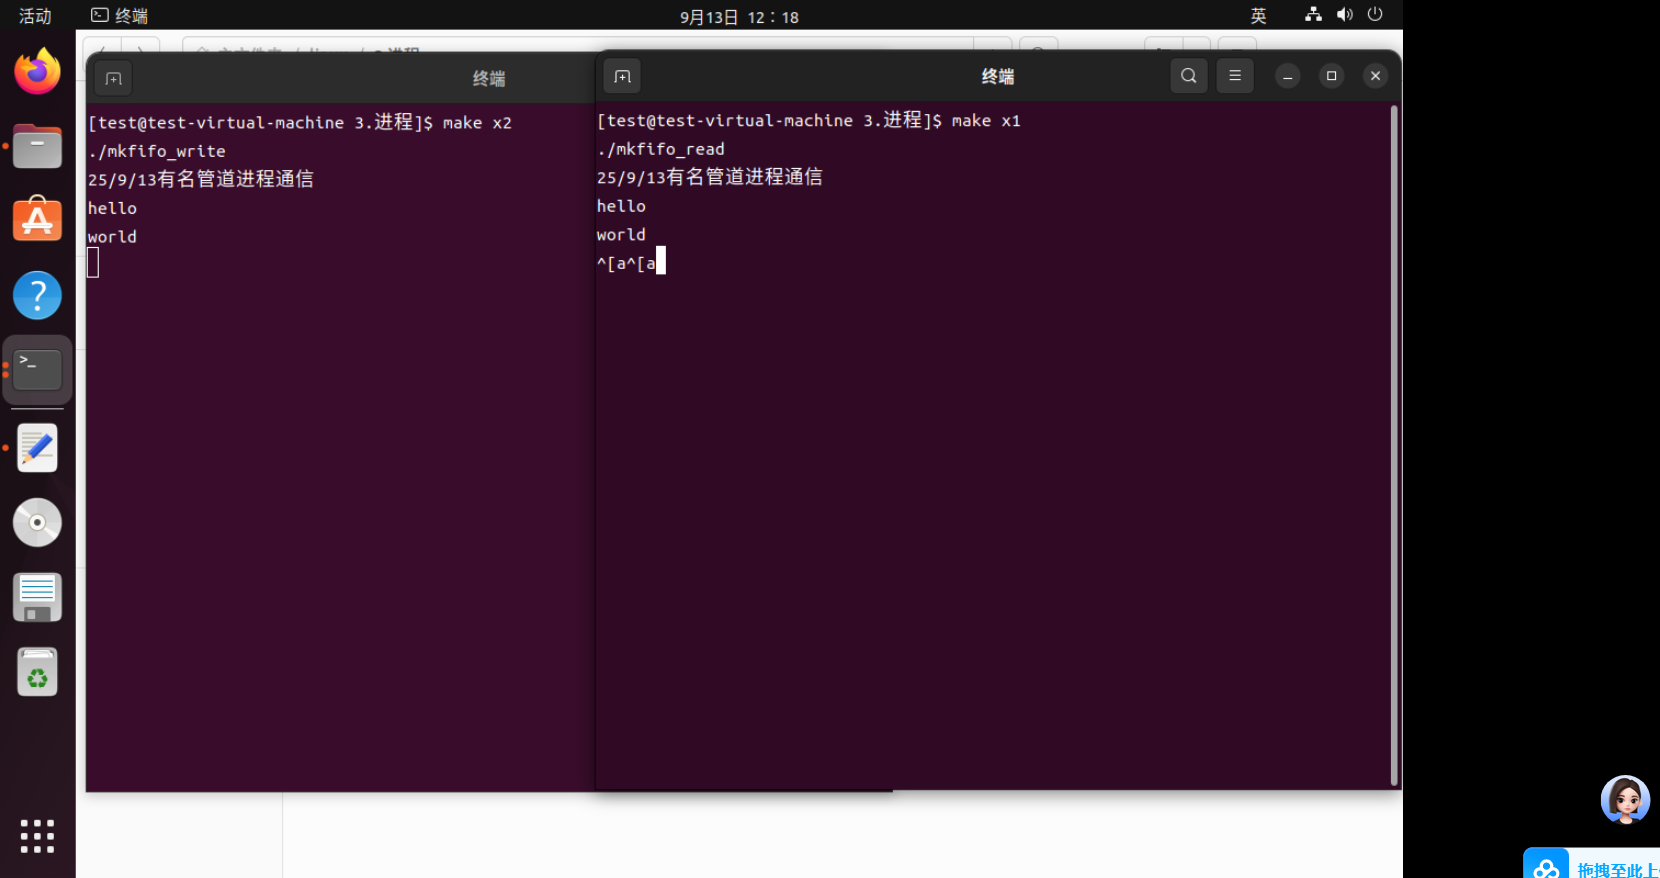 活动
终端
9月13日 12：18
英
终端
[test@test-virtual-machine 3.进程]$ make x2
./mkfifo_write
25/9/13有名管道进程通信
hello
world
终端
[test@test-virtual-machine 3.进程]$ make x1
./mkfifo_read
25/9/13有名管道进程通信
hello
world
^[a^[a
拖拽至此上